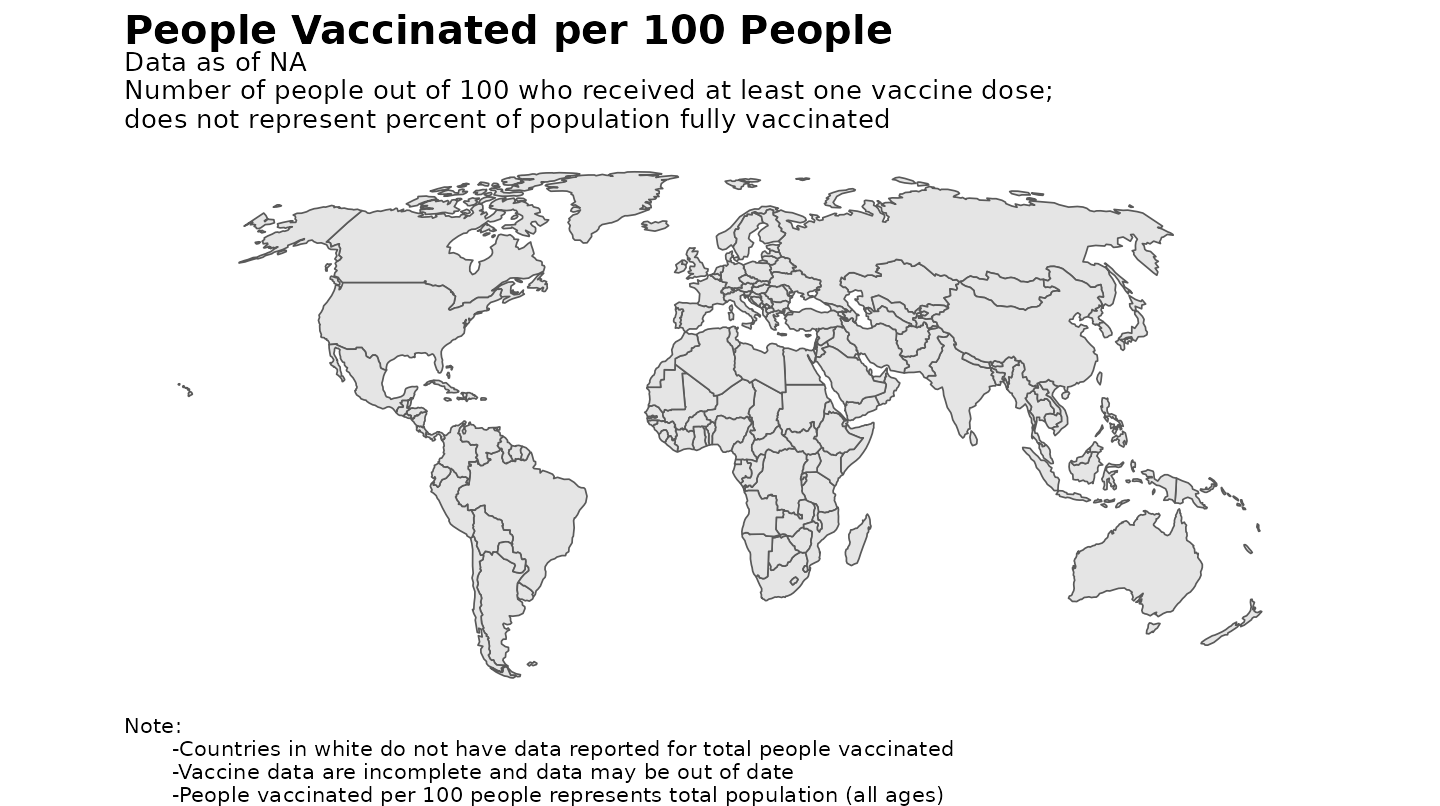 People Vaccinated per 100 People
Data as of NA
Number of people out of 100 who received at least one vaccine dose;
does not represent percent of population fully vaccinated
Note:
-Countries in white do not have data reported for total people vaccinated
-Vaccine data are incomplete and data may be out of date
-People vaccinated per 100 people represents total population (all ages)